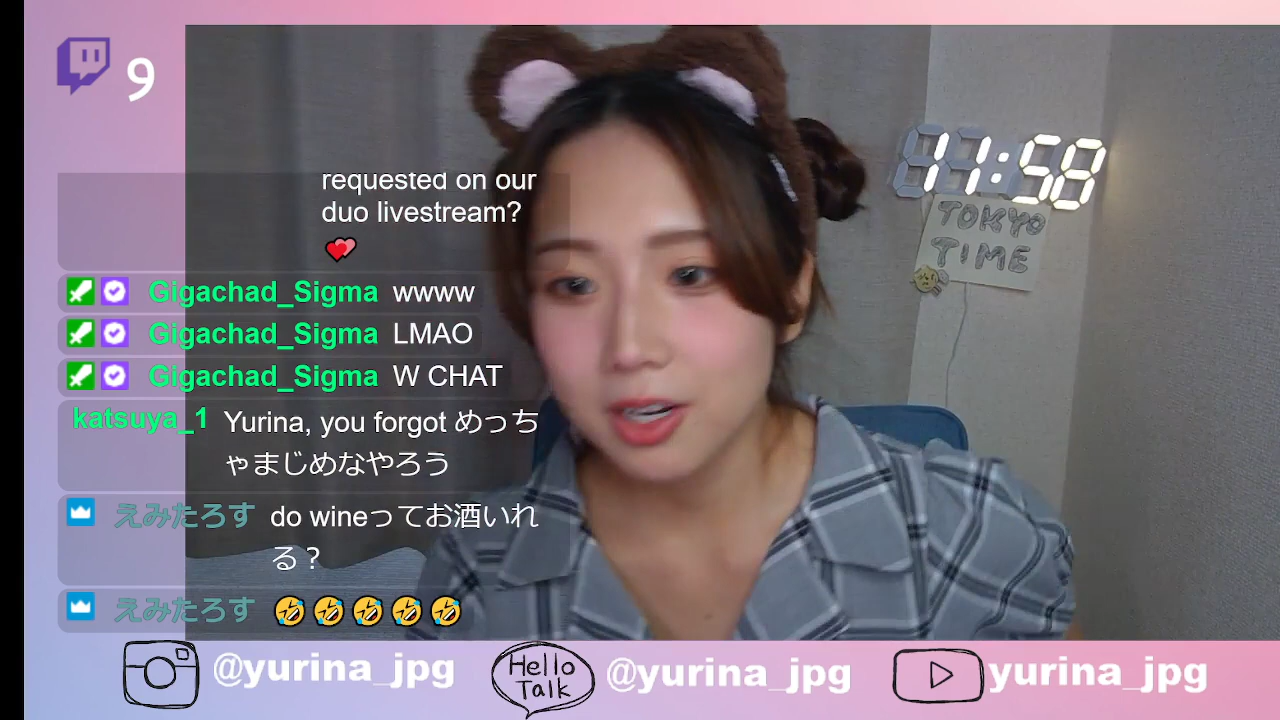 9
11:58
TOKYO
TIME
requested on our
duo livestream?
Gigachad_Sigma wwww
Gigachad_Sigma LMAO
Gigachad_Sigma W CHAT
katsuya_1 Yurina, you forgot めっち
ゃまじめなやろう
えみたろす do wineってお酒いれ
る？
えみたろす 🤣🤣🤣🤣🤣
@yurina_jpg
Hello
Talk
@yurina_jpg
yurina_jpg